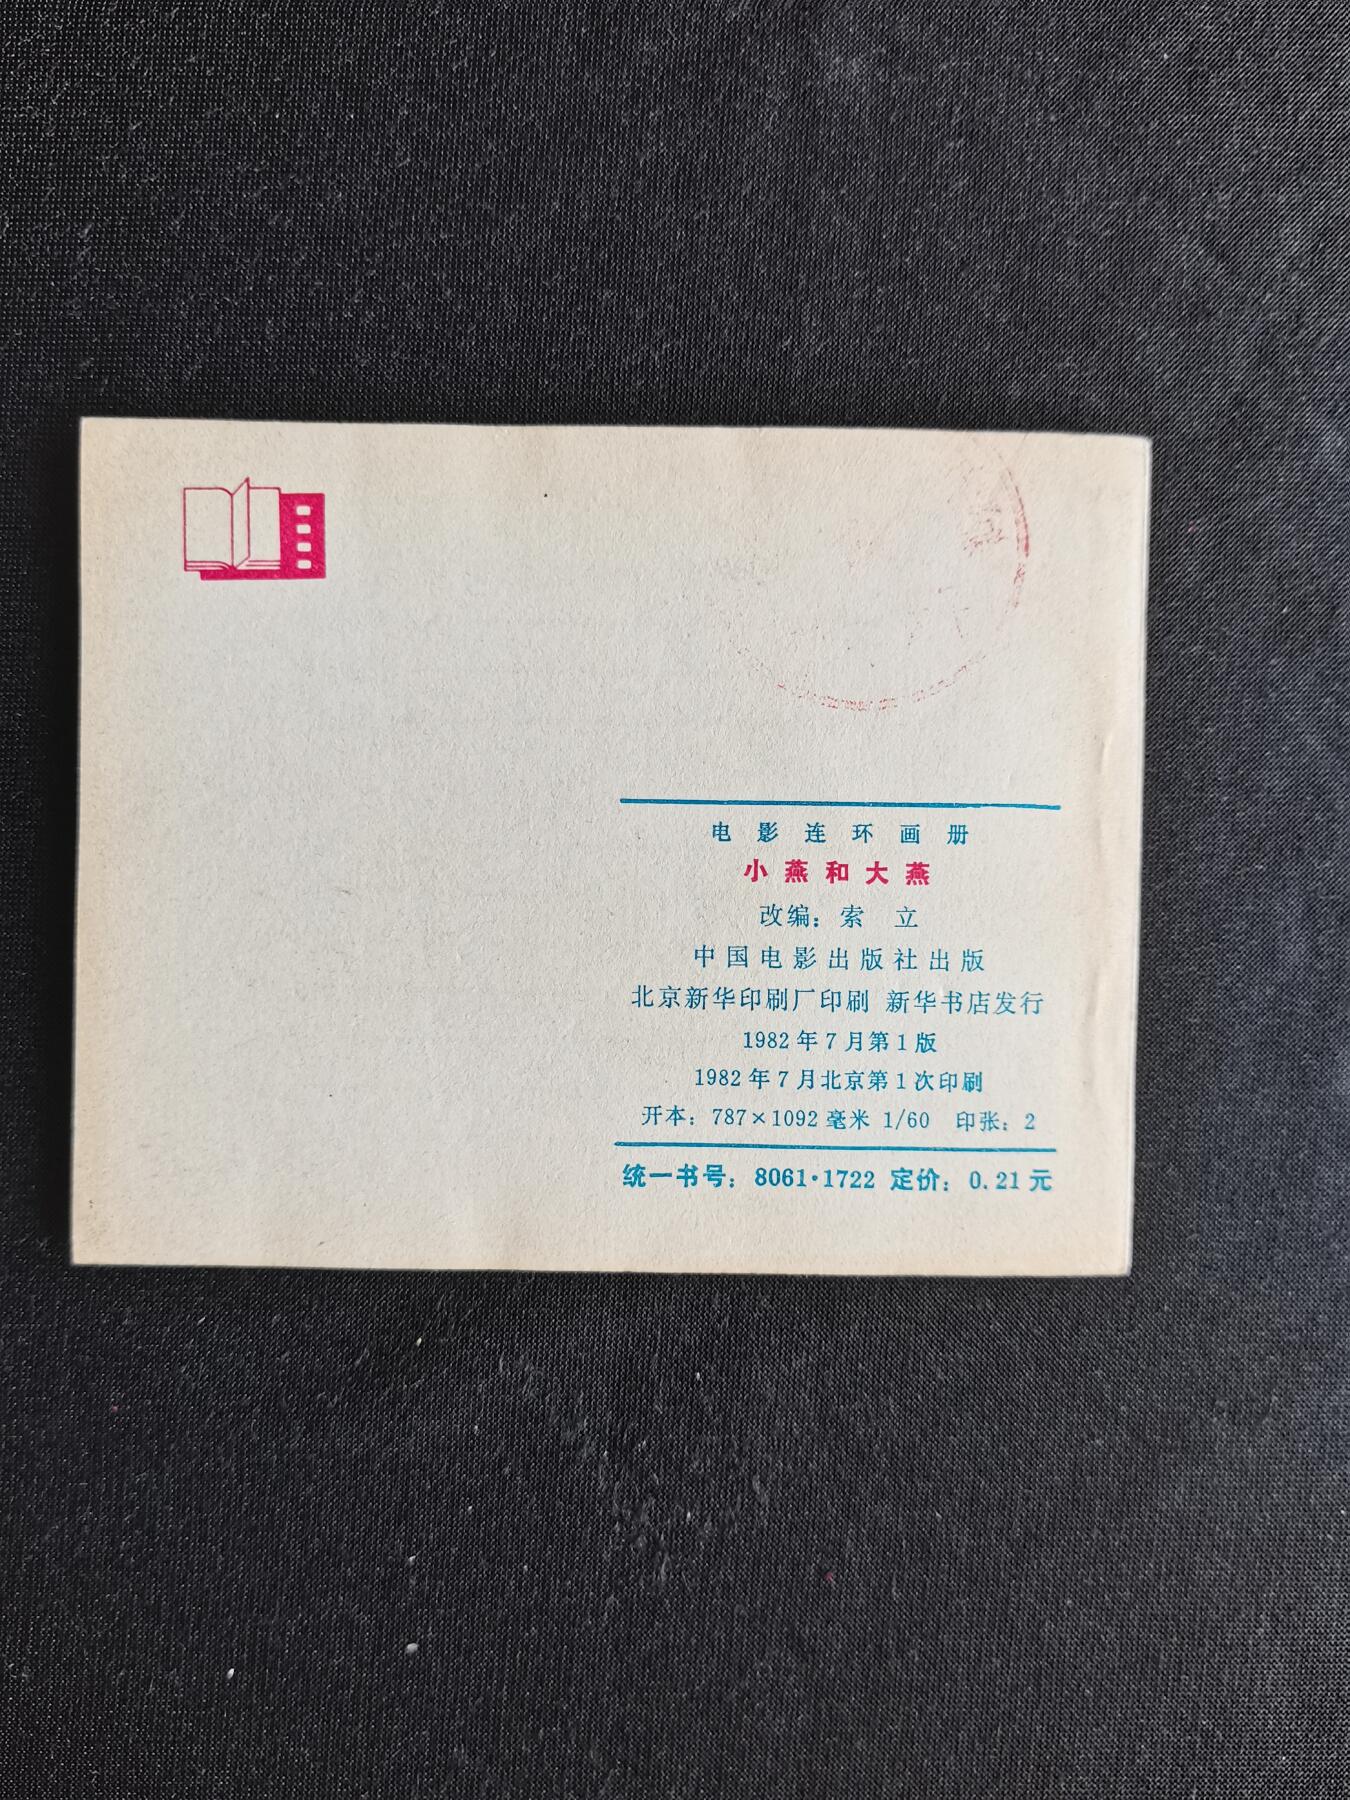 电影连环画册
小燕和大燕
改编：索　立
中国电影出版社出版
北京新华印刷厂印刷 新华书店发行
1982年7月第1版
1982年7月北京第1次印刷
开本：787×1092毫米 1/60 印张：2
统一书号：8061·1722 定价：0.21元